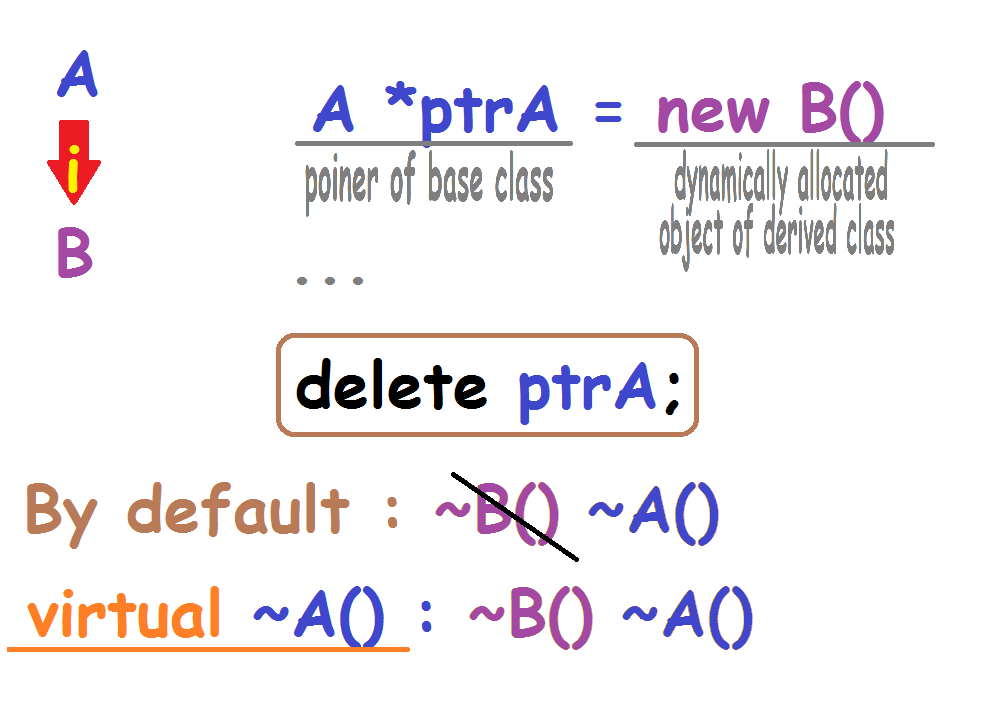 A
i
B
A *ptrA = new B()
poiner of base class
dynamically allocated
object of derived class
...
delete ptrA;
By default : ~B() ~A()
virtual ~A() : ~B() ~A()